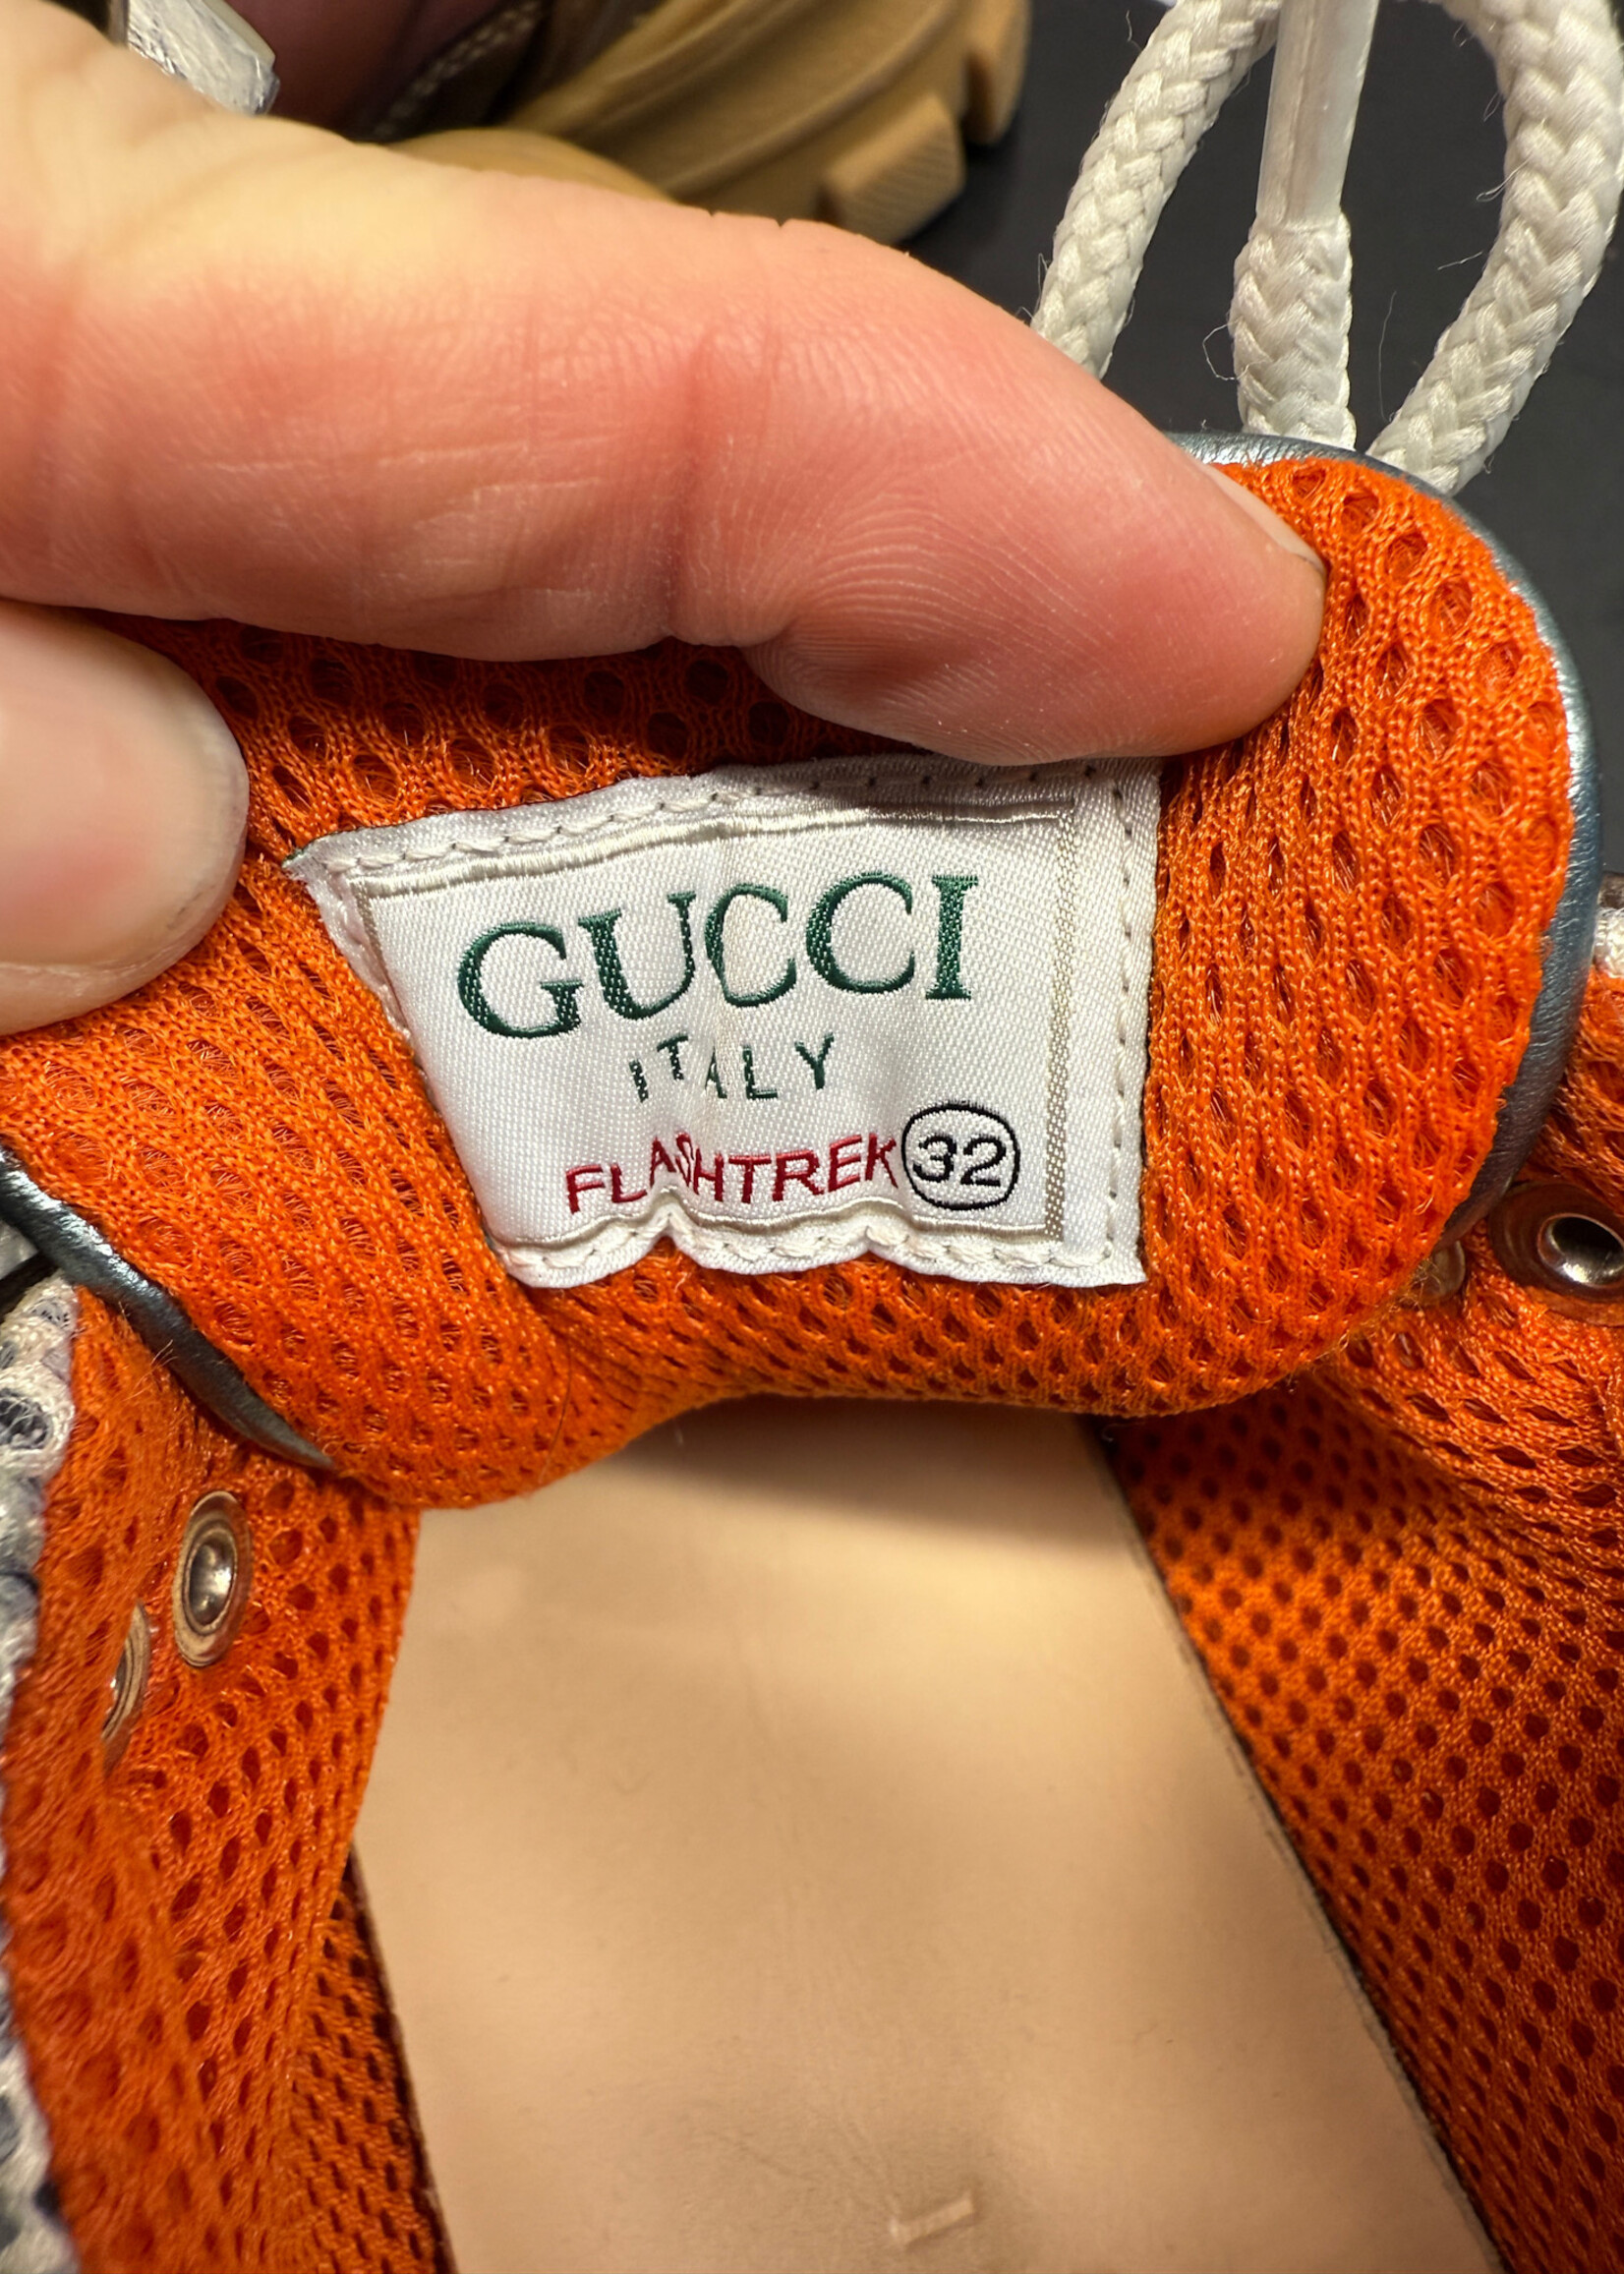 GUCCI
ITALY
FLASHTREK 32